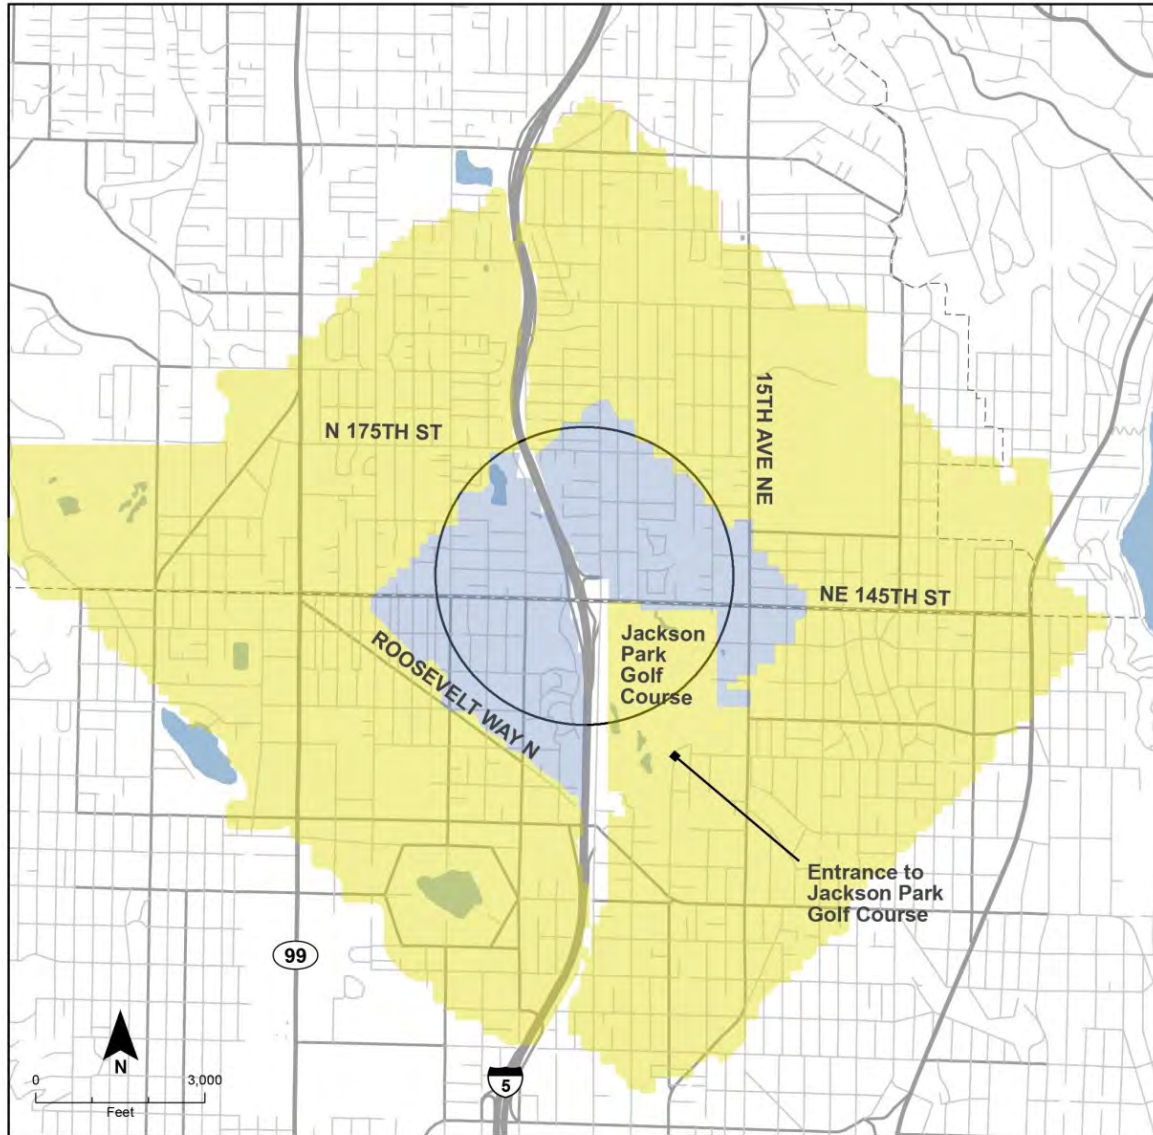 N 175TH ST
15TH AVE NE
NE 145TH ST
Jackson
Park
Golf
Course
ROOSEVELT WAY N
Entrance to
Jackson Park
Golf Course
99
N
0 3,000
Feet
5